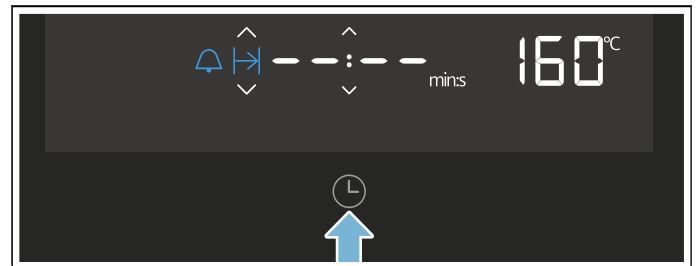 – – : – – min:s 160°C